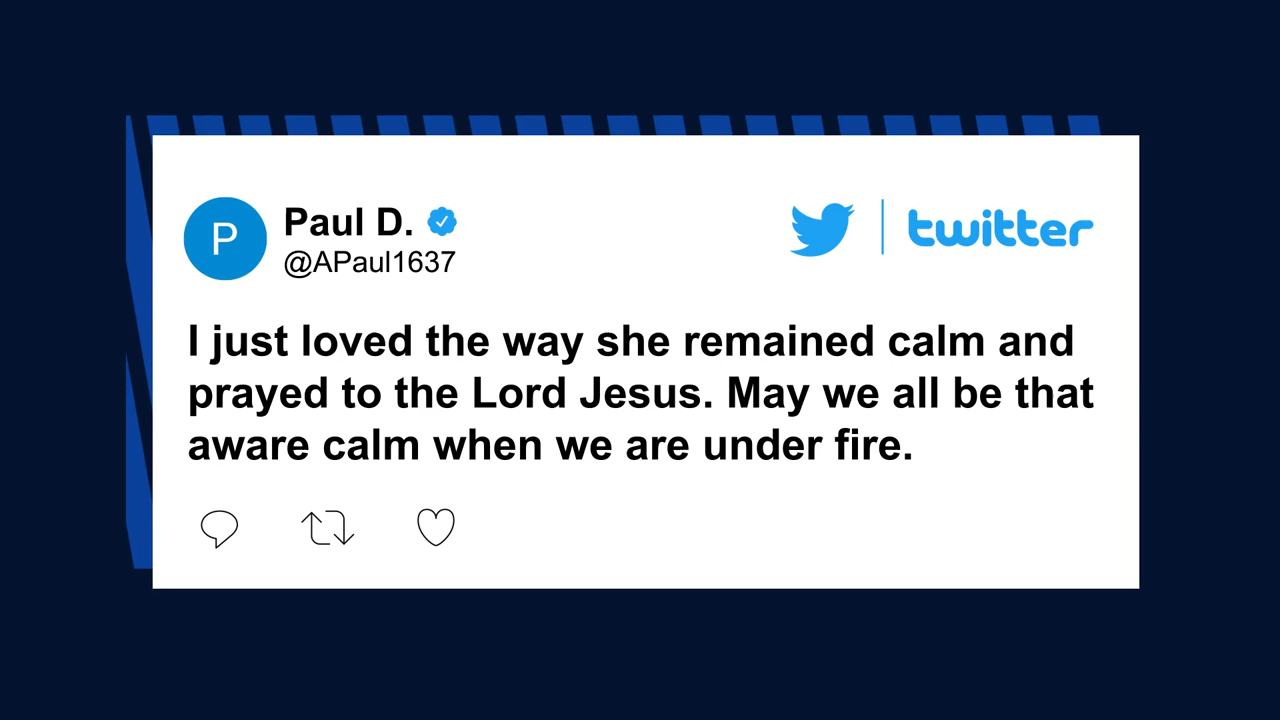 P
Paul D.
@APaul1637
twitter
I just loved the way she remained calm and
prayed to the Lord Jesus. May we all be that
aware calm when we are under fire.